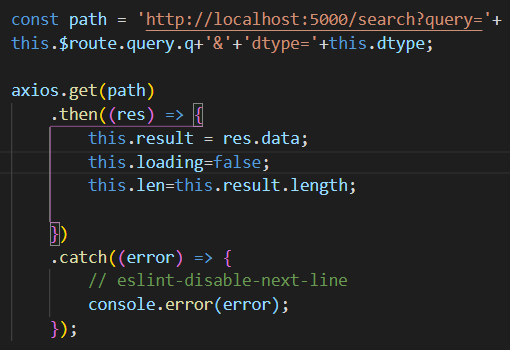 const path = 'http://localhost:5000/search?query='+
this.$route.query.q+'&'+'dtype='+this.dtype;
axios.get(path)
.then((res) => {
this.result = res.data;
this.loading=false;
this.len=this.result.length;
})
.catch((error) => {
// eslint-disable-next-line
console.error(error);
});